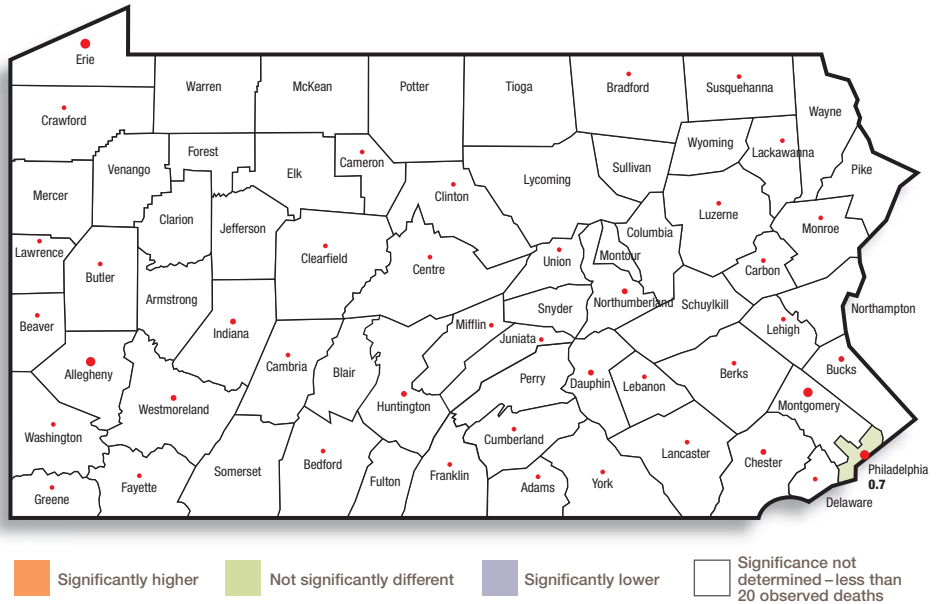 Erie
Warren
McKean
Potter
Tioga
Bradford
Susquehanna
Wayne
Crawford
Wyoming
Lackawanna
Forest
Cameron
Venango
Elk
Sullivan
Pike
Lycoming
Mercer
Clinton
Clarion
Luzerne
Jefferson
Columbia
Monroe
Lawrence
Clearfield
Centre
Union
Montour
Carbon
Butler
Armstrong
Northumberland
Schuylkill
Snyder
Northampton
Beaver
Mifflin
Indiana
Lehigh
Juniata
Cambria
Bucks
Allegheny
Blair
Perry
Dauphin
Lebanon
Berks
Westmoreland
Huntington
Montgomery
Washington
Cumberland
Lancaster
Somerset
Bedford
Chester
Philadelphia
0.7
Franklin
Fulton
Fayette
Adams
York
Greene
Delaware
Significantly higher
Not significantly different
Significantly lower
Significance not
determined – less than
20 observed deaths